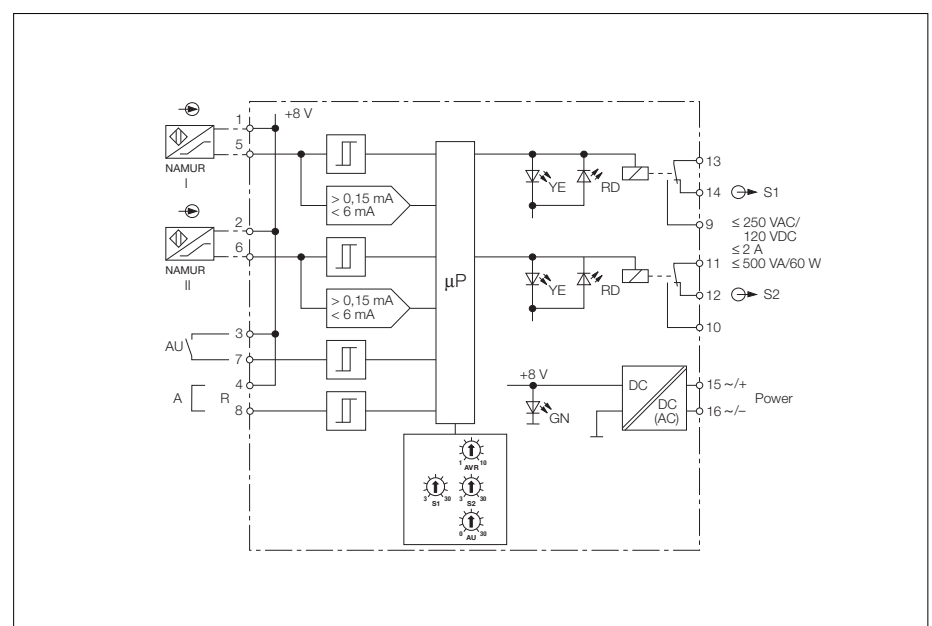 +8 V
1
5
NAMUR
I
> 0,15 mA
< 6 mA
2
6
NAMUR
II
> 0,15 mA
< 6 mA
3
AU
7
4
A
R
8
µP
YE
RD
13
14
S1
9
≤ 250 VAC/
120 VDC
≤ 2 A
≤ 500 VA/60 W
11
YE
RD
12
S2
10
+8 V
GN
DC
DC
(AC)
15 ~/+
16 ~/–
Power
1 10
AVR
3 30
S1
3 30
S2
0 30
AU